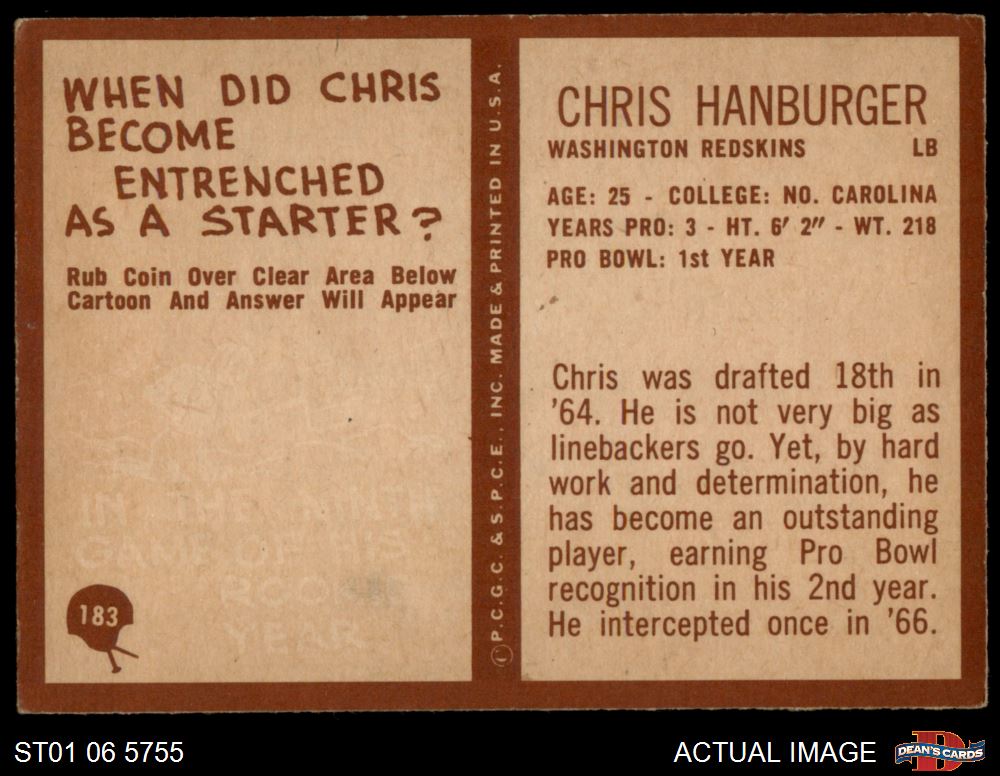 WHEN DID CHRIS
BECOME
ENTRENCHED
AS A STARTER?
Rub Coin Over Clear Area Below
Cartoon And Answer Will Appear
IN THE NINTH
GAME OF HIS
YEAR
183
© P.C.G.C. & S.P.C.E., INC. MADE & PRINTED IN U.S.A.
CHRIS HANBURGER
WASHINGTON REDSKINS LB
AGE: 25 - COLLEGE: NO. CAROLINA
YEARS PRO: 3 - HT. 6′ 2″ - WT. 218
PRO BOWL: 1st YEAR
Chris was drafted 18th in
'64. He is not very big as
linebackers go. Yet, by hard
work and determination, he
has become an outstanding
player, earning Pro Bowl
recognition in his 2nd year.
He intercepted once in '66.
ST01 06 5755
ACTUAL IMAGE
DEAN'S CARDS